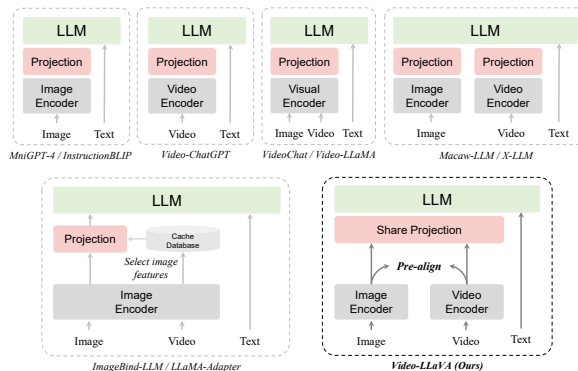 LLM
Projection
Image
Encoder
Image Text
MniGPT-4 / InstructionBLIP
LLM
Projection
Video
Encoder
Video Text
Video-ChatGPT
LLM
Projection
Visual
Encoder
Image Video Text
VideoChat / Video-LLaMA
LLM
Projection Projection
Image
Encoder
Video
Encoder
Image Video Text
Macaw-LLM / X-LLM
LLM
Projection
Cache
Database
Select image
features
Image
Encoder
Image Video Text
ImageBind-LLM / LLaMA-Adapter
LLM
Share Projection
Pre-align
Image
Encoder
Video
Encoder
Image Video Text
Video-LLaVA (Ours)